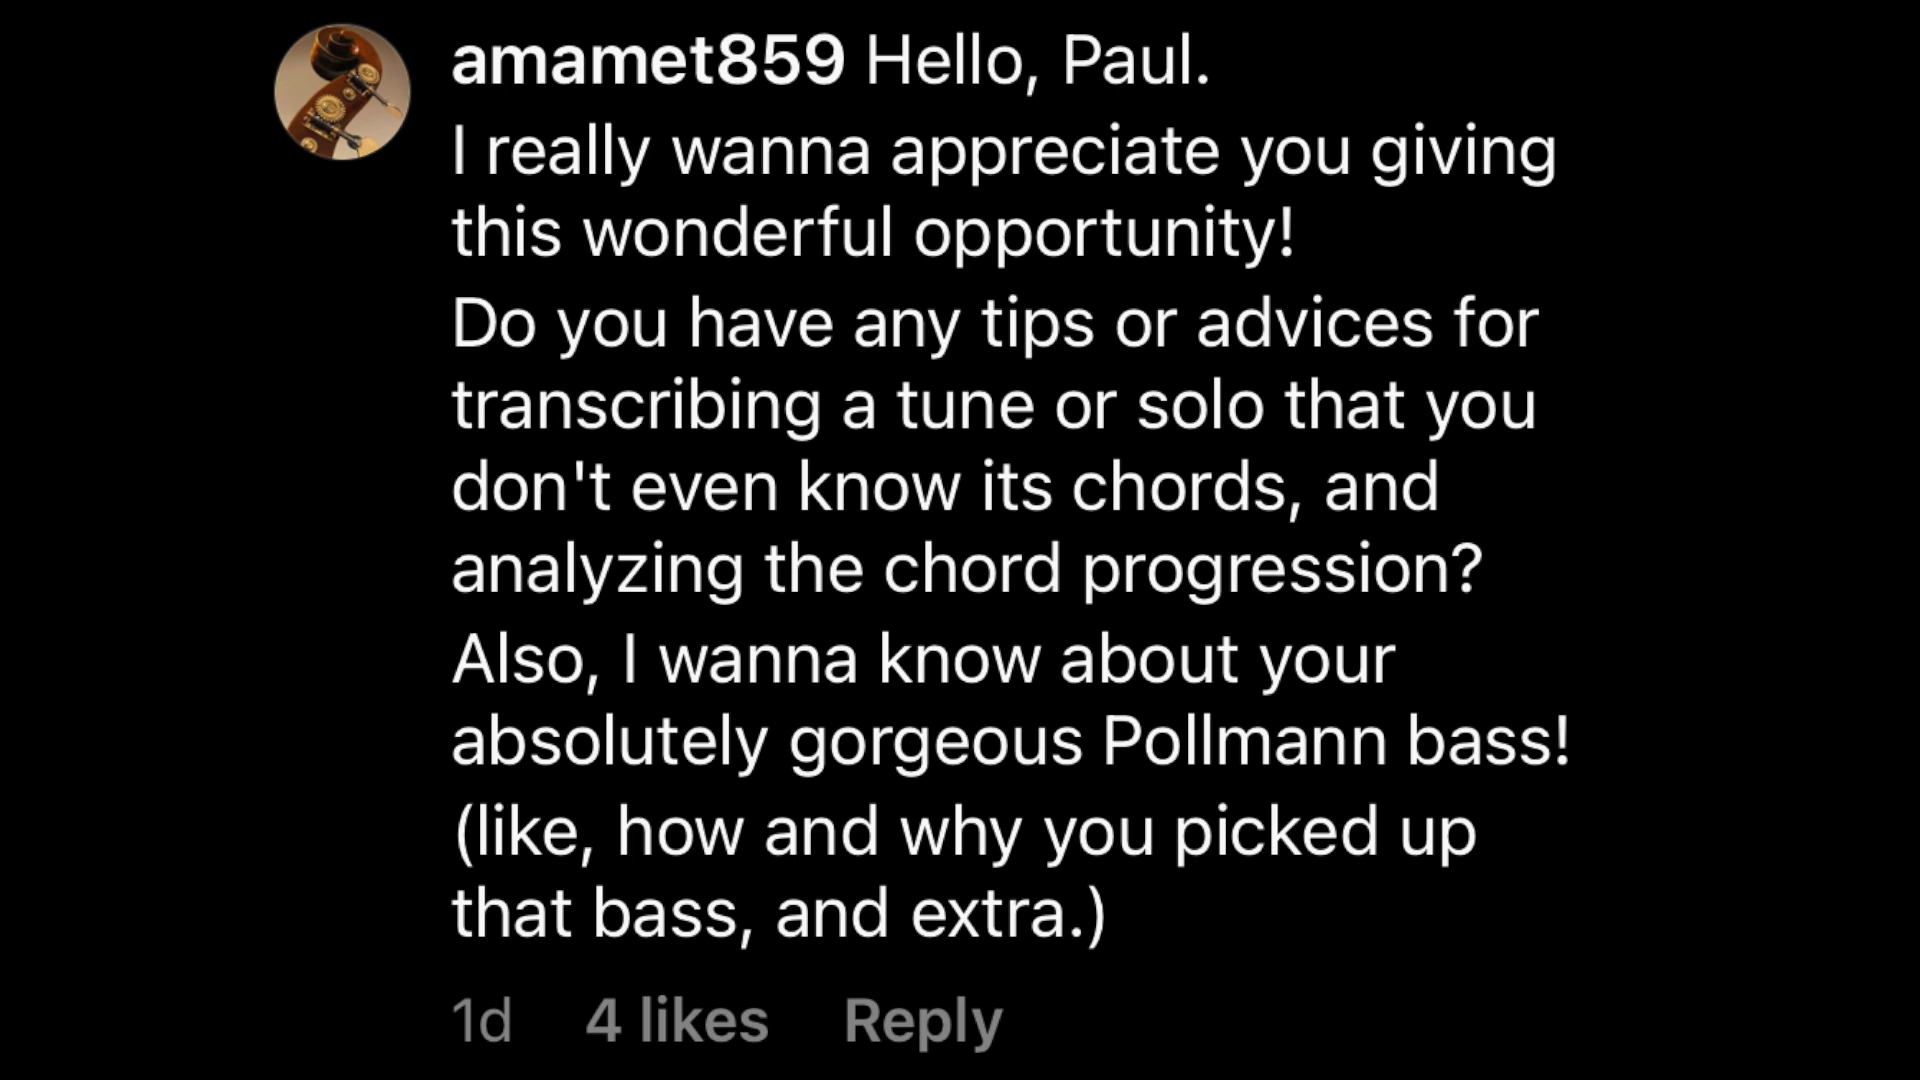 amamet859 Hello, Paul.
I really wanna appreciate you giving
this wonderful opportunity!
Do you have any tips or advices for
transcribing a tune or solo that you
don't even know its chords, and
analyzing the chord progression?
Also, I wanna know about your
absolutely gorgeous Pollmann bass!
(like, how and why you picked up
that bass, and extra.)
1d 4 likes Reply